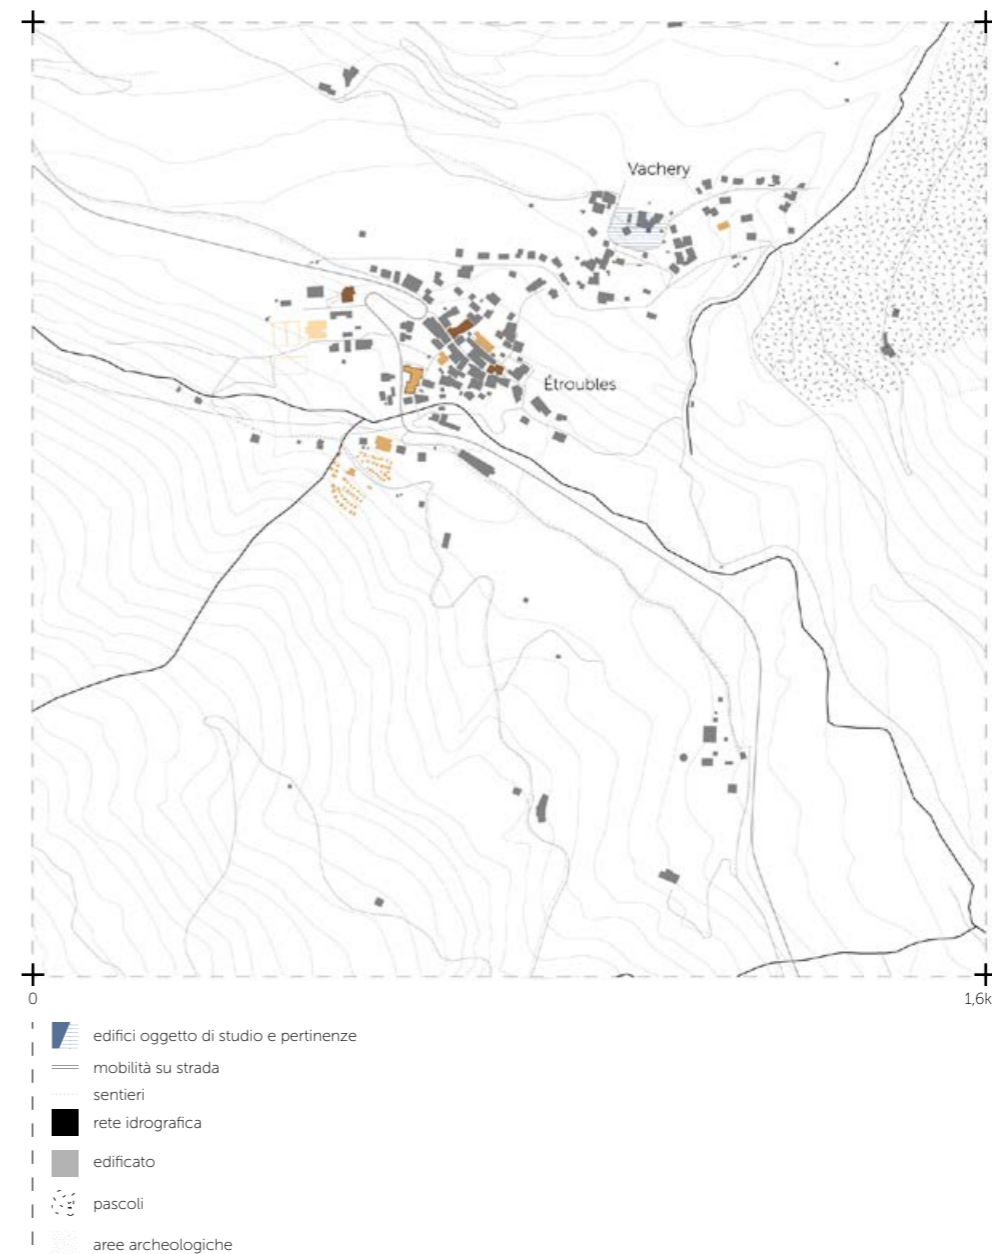 Vachery
Étroubles
0
1,6k
edifici oggetto di studio e pertinenze
mobilità su strada
sentieri
rete idrografica
edificato
pascoli
aree archeologiche